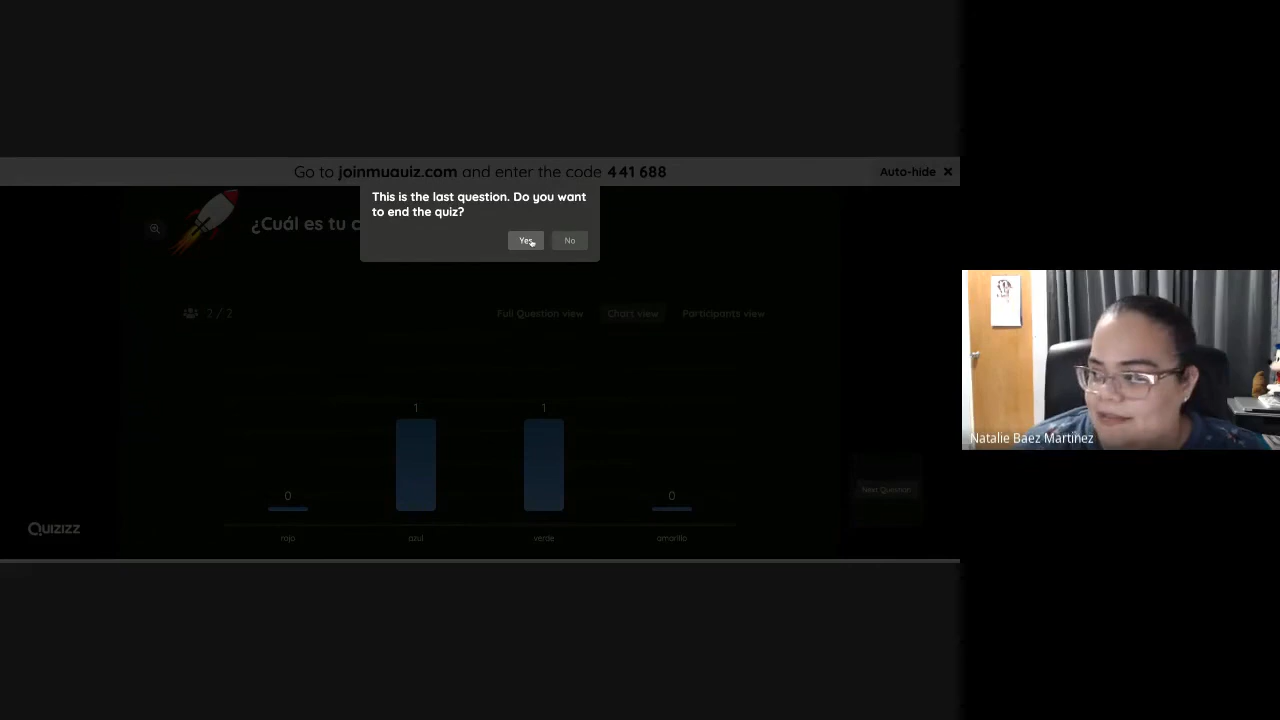 Go to joinmyquiz.com and enter the code 441 688
Auto-hide ×
This is the last question. Do you want
to end the quiz?
Yes
No
¿Cuál es tu c
2 / 2
Full Question view
Chart view
Participants view
0
1
1
0
rojo
azul
verde
amarillo
Next Question
Quizizz
Natalie Baez Martinez